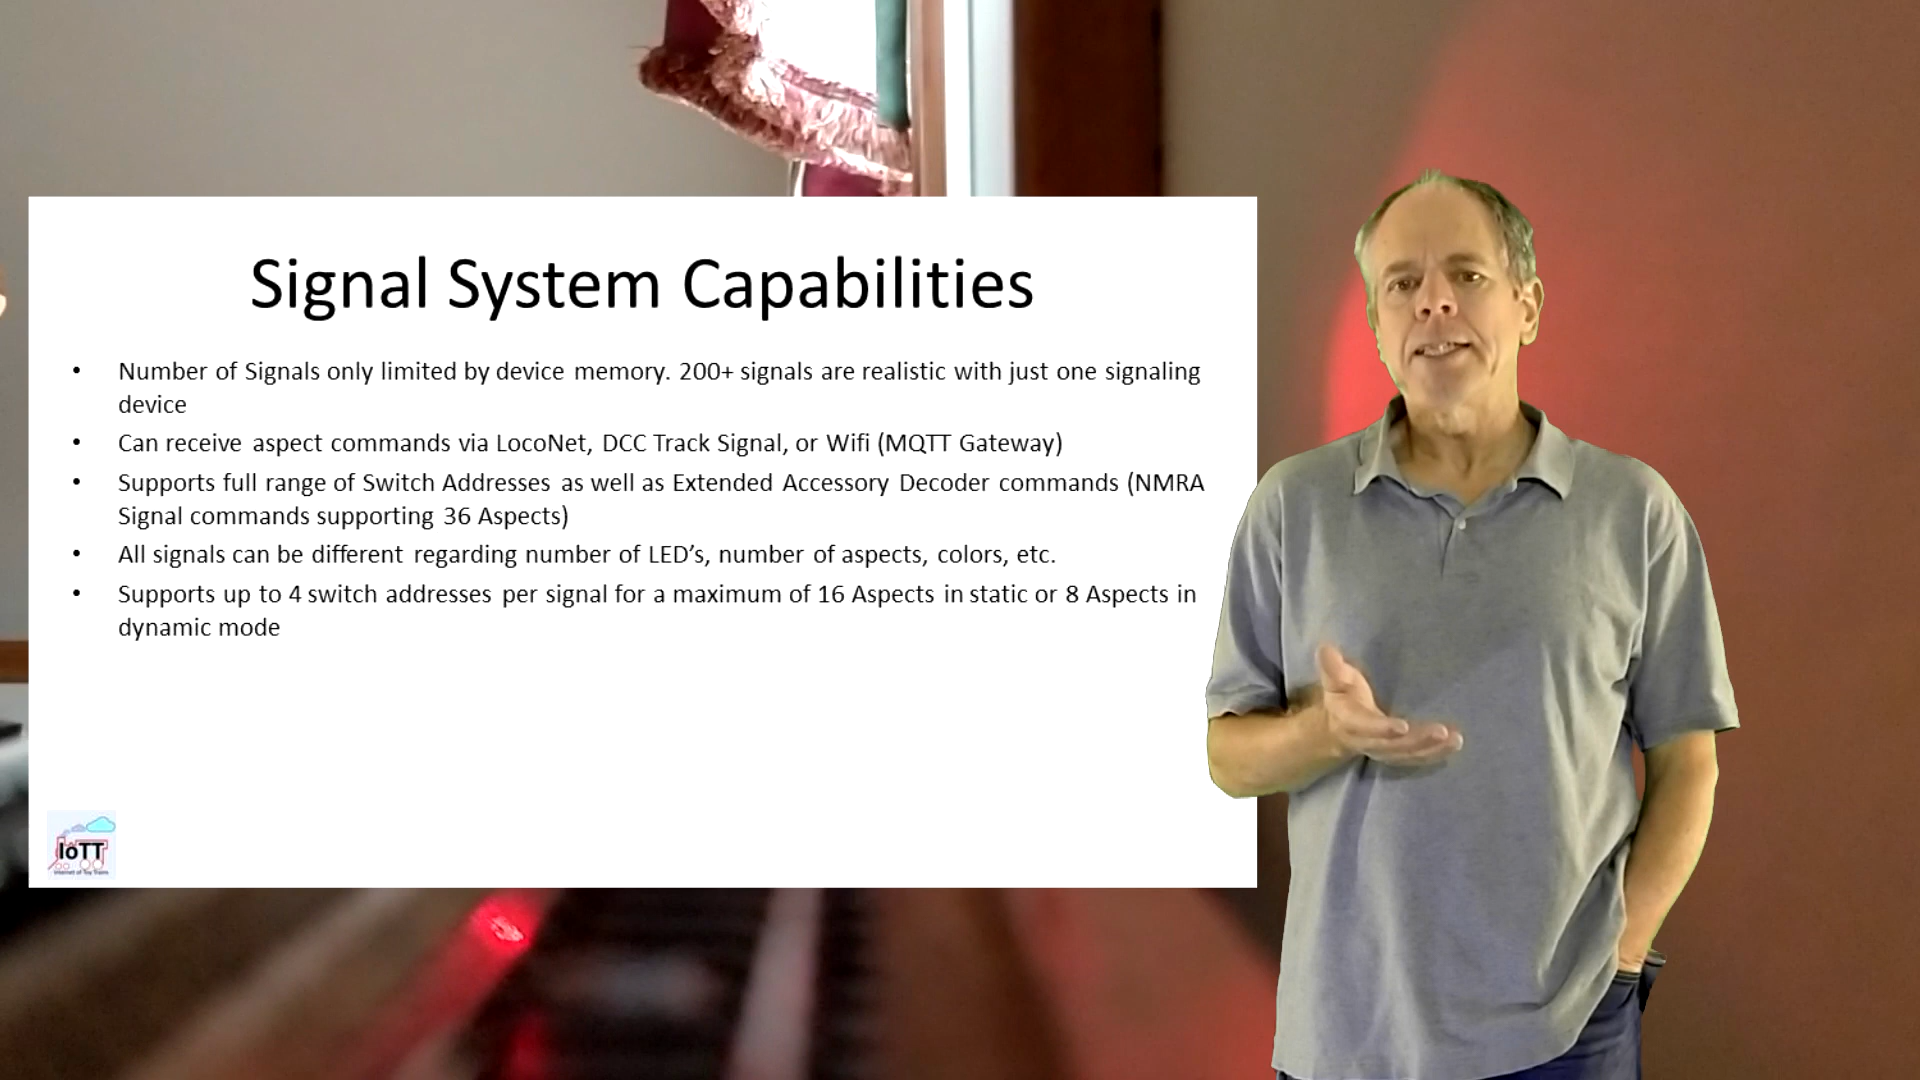 Signal System Capabilities
• Number of Signals only limited by device memory. 200+ signals are realistic with just one signaling
device
• Can receive aspect commands via LocoNet, DCC Track Signal, or Wifi (MQTT Gateway)
• Supports full range of Switch Addresses as well as Extended Accessory Decoder commands (NMRA
Signal commands supporting 36 Aspects)
• All signals can be different regarding number of LED’s, number of aspects, colors, etc.
• Supports up to 4 switch addresses per signal for a maximum of 16 Aspects in static or 8 Aspects in
dynamic mode
IoTT
Internet of Toy Trains